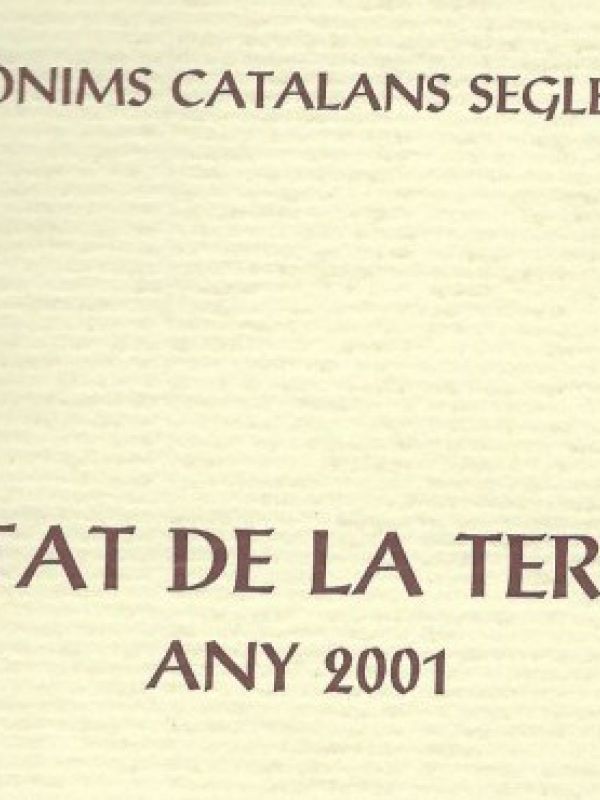 ONIMS CATALANS SEGLE
TAT DE LA TER
ANY 2001